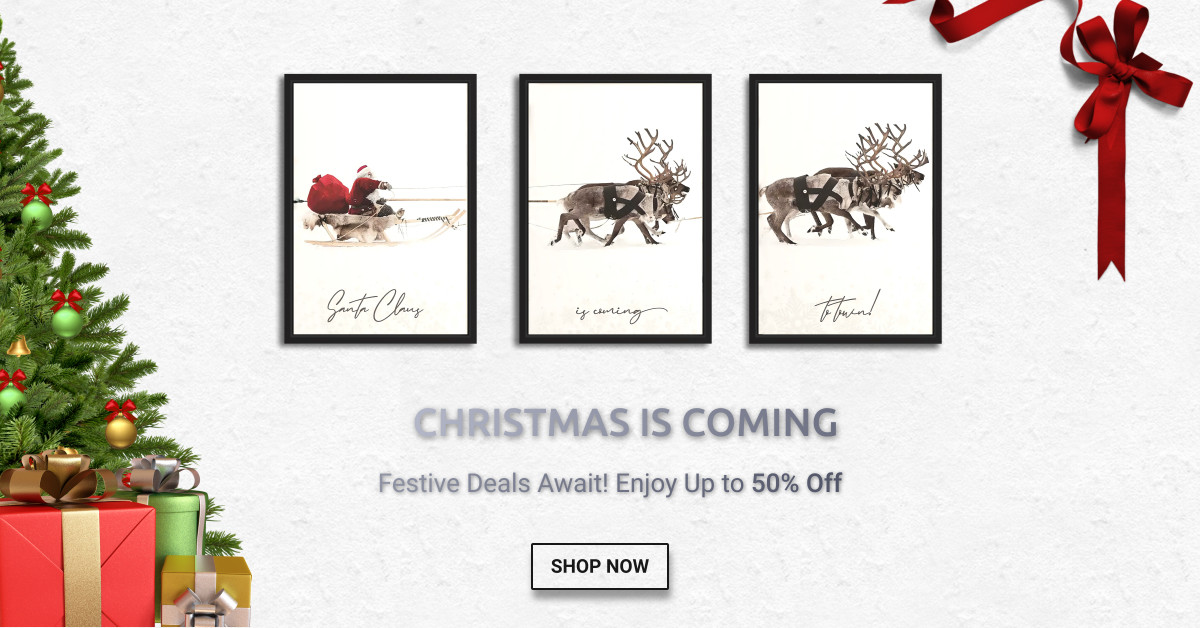 Santa Claus
is coming
to town!
CHRISTMAS IS COMING
Festive Deals Await! Enjoy Up to 50% Off
SHOP NOW